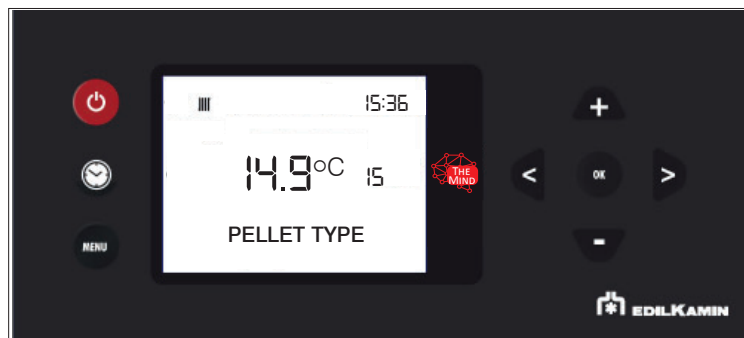 15:36
14.9°C 15
PELLET TYPE
THE
MIND
MENU
+
< OK >
-
EDILKAMIN